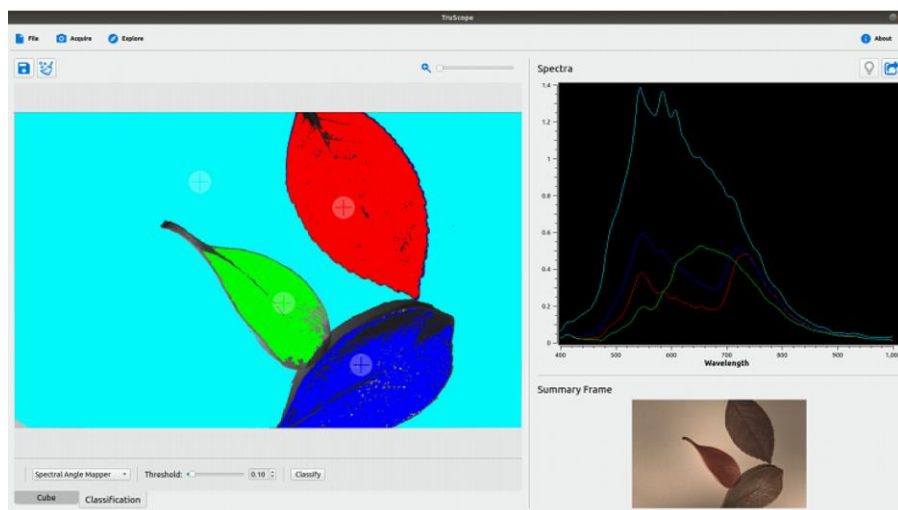 TruScope
File Acquire Explore About
Spectra
1.4
1.2
1
0.8
0.6
0.4
0.2
0
400 500 600 700 800 900 1,00
Wavelength
Summary Frame
Spectral Angle Mapper Threshold: 0.10 Classify
Cube Classification